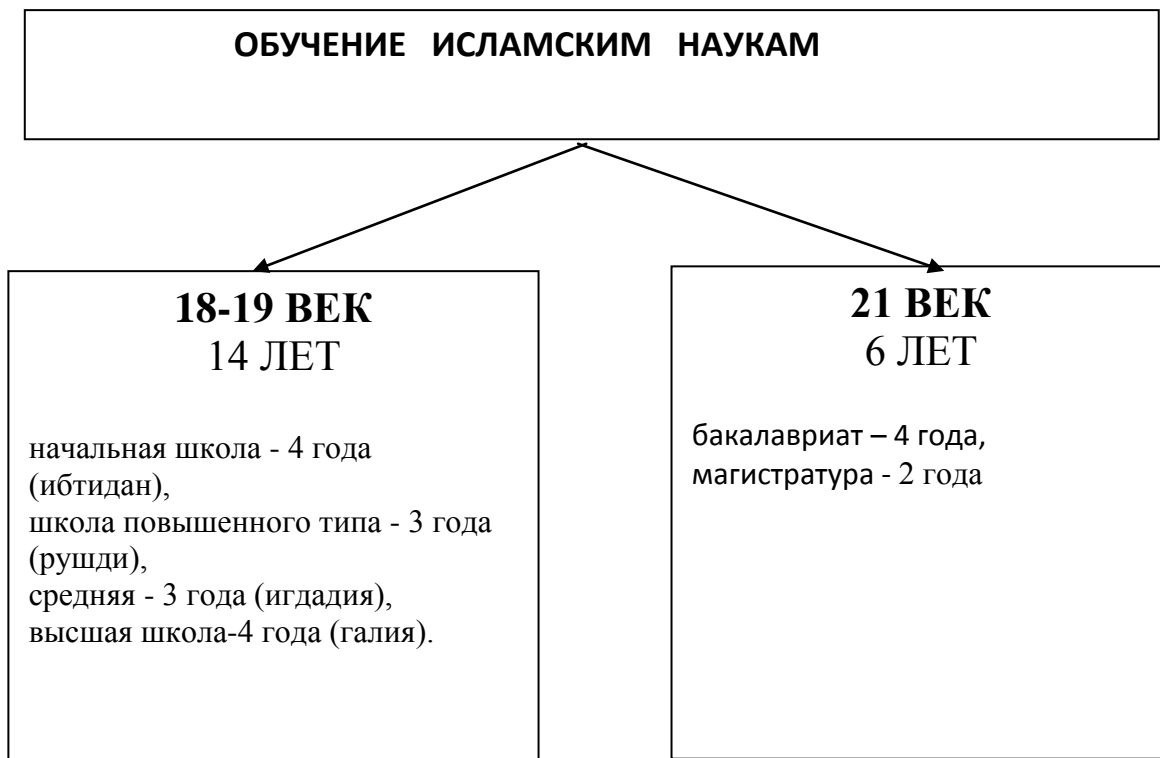 ОБУЧЕНИЕ ИСЛАМСКИМ НАУКАМ
18-19 ВЕК
14 ЛЕТ
начальная школа - 4 года
(ибтидан),
школа повышенного типа - 3 года
(рушди),
средняя - 3 года (игдадия),
высшая школа-4 года (галия).
21 ВЕК
6 ЛЕТ
бакалавриат – 4 года,
магистратура - 2 года